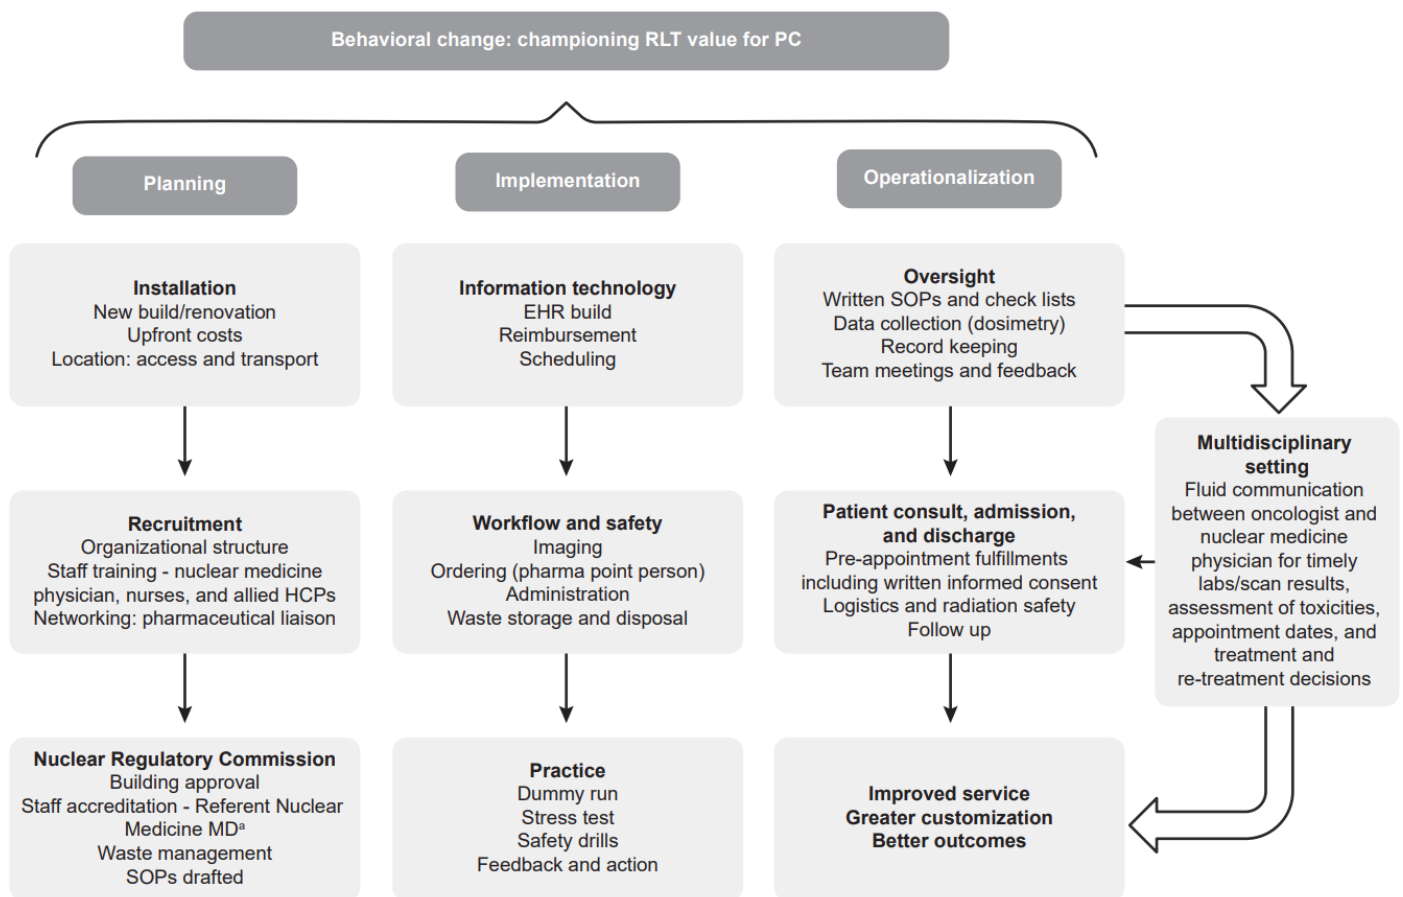 Behavioral change: championing RLT value for PC
Planning
Implementation
Operationalization
Installation
New build/renovation
Upfront costs
Location: access and transport
Information technology
EHR build
Reimbursement
Scheduling
Oversight
Written SOPs and check lists
Data collection (dosimetry)
Record keeping
Team meetings and feedback
Multidisciplinary
setting
Fluid communication
between oncologist and
nuclear medicine
physician for timely
labs/scan results,
assessment of toxicities,
appointment dates, and
treatment and
re-treatment decisions
Recruitment
Organizational structure
Staff training - nuclear medicine
physician, nurses, and allied HCPs
Networking: pharmaceutical liaison
Workflow and safety
Imaging
Ordering (pharma point person)
Administration
Waste storage and disposal
Patient consult, admission,
and discharge
Pre-appointment fulfillments
including written informed consent
Logistics and radiation safety
Follow up
Nuclear Regulatory Commission
Building approval
Staff accreditation - Referent Nuclear
Medicine MDᵃ
Waste management
SOPs drafted
Practice
Dummy run
Stress test
Safety drills
Feedback and action
Improved service
Greater customization
Better outcomes